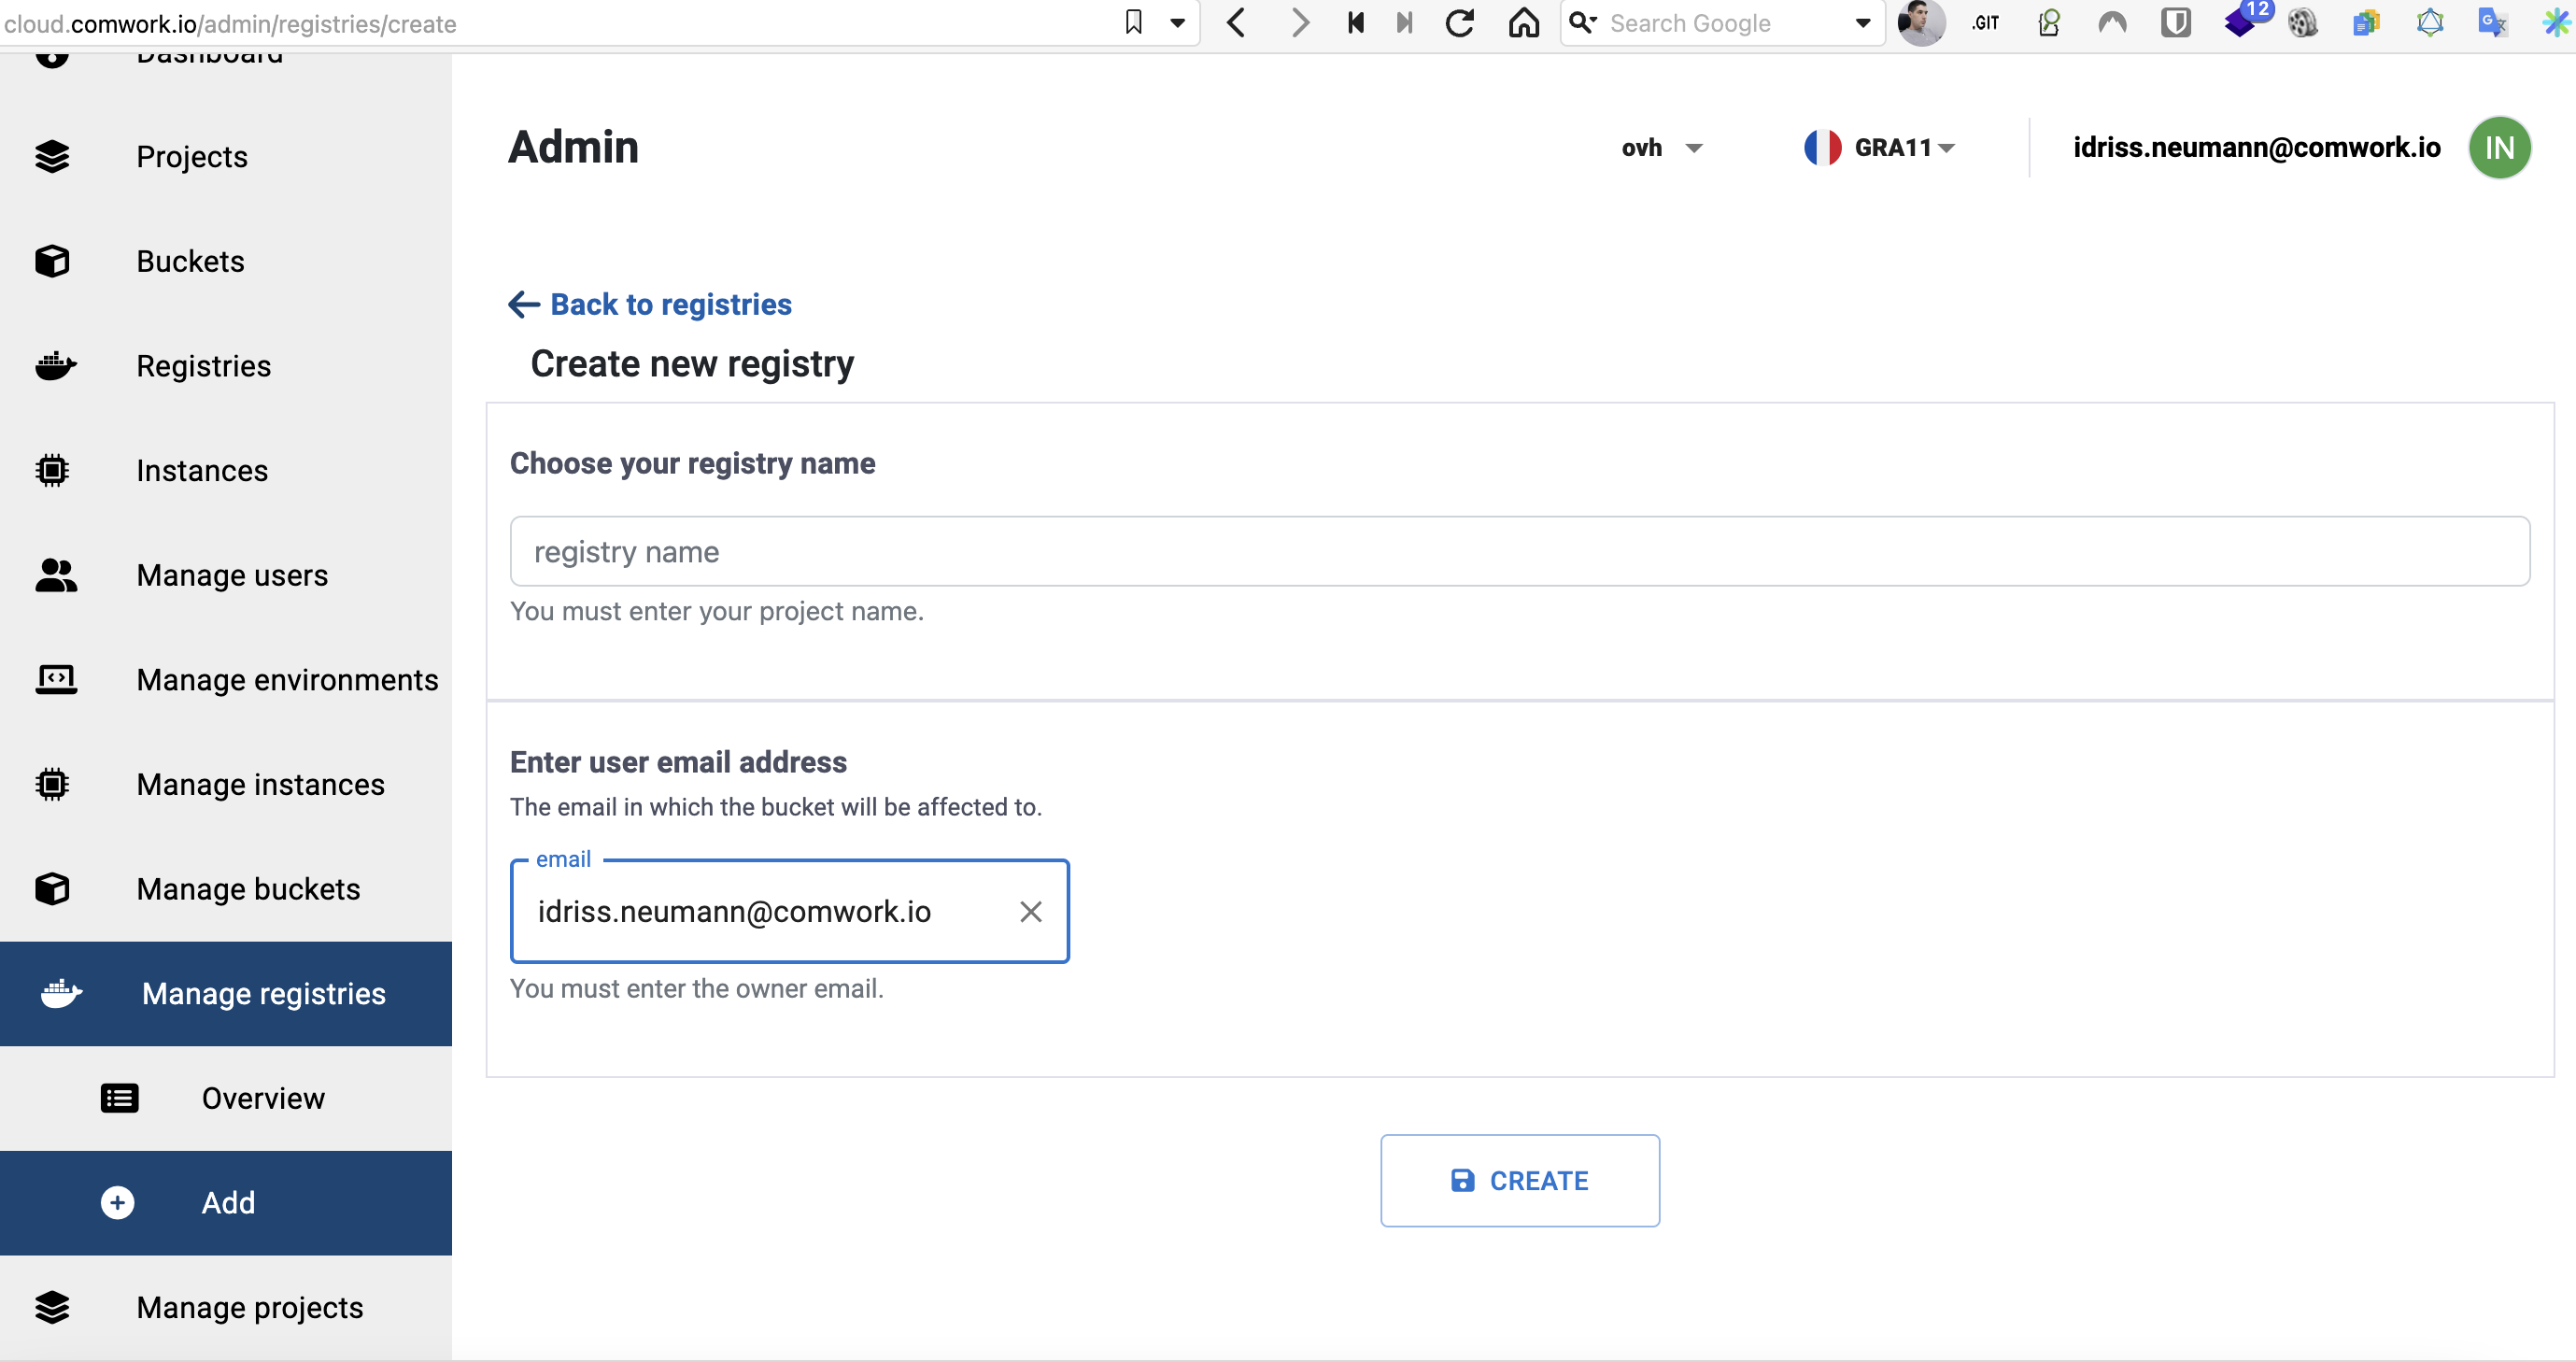 cloud.comwork.io/admin/registries/create
Search Google
.GIT
12
Dashboard
Projects
Buckets
Registries
Instances
Manage users
Manage environments
Manage instances
Manage buckets
Manage registries
Overview
Add
Manage projects
Admin
ovh
GRA11
idriss.neumann@comwork.io
IN
Back to registries
Create new registry
Choose your registry name
registry name
You must enter your project name.
Enter user email address
The email in which the bucket will be affected to.
email
idriss.neumann@comwork.io
You must enter the owner email.
CREATE